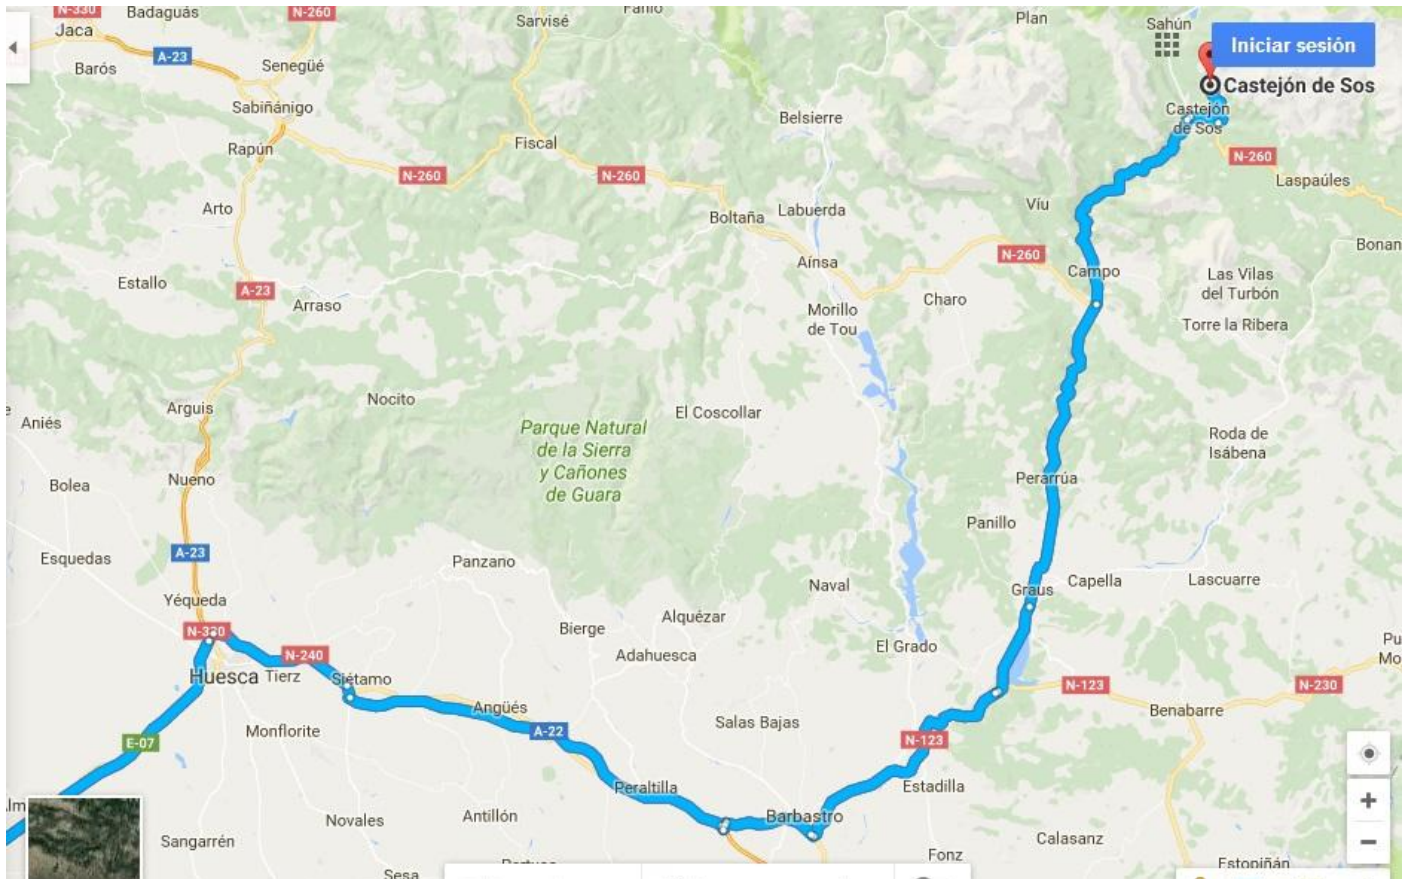 N-330
Badaguás
N-260
Sarvisé
Fanlo
Plan
Sahún
Jaca
Iniciar sesión
A-23
Barós
Senegüé
Castejón de Sos
Sabiñánigo
Belsierre
Castejón
de Sos
Rapún
Fiscal
N-260
N-260
N-260
Laspaúles
Arto
Boltaña
Labuerda
Víu
Bonan
N-260
Aínsa
Campo
Estallo
A-23
Arraso
Charo
Las Vilas
del Turbón
Morillo
de Tou
Torre la Ribera
Nocito
Arguis
Aniés
El Coscollar
Parque Natural
de la Sierra
y Cañones
de Guara
Roda de
Isábena
Bolea
Nueno
Perarrúa
Panillo
Esquedas
A-23
Panzano
Naval
Graus
Capella
Lascuarre
Yéqueda
Alquézar
N-330
Bierge
Adahuesca
El Grado
Pu
Mo
N-240
Huesca
Tierz
Siétamo
N-123
N-230
Angüés
Benabarre
Salas Bajas
Monflorite
A-22
E-07
N-123
Peraltilla
Estadilla
Alm
Antillón
Barbastro
Novales
Sangarrén
Calasanz
Fonz
Estopiñán
Sesa